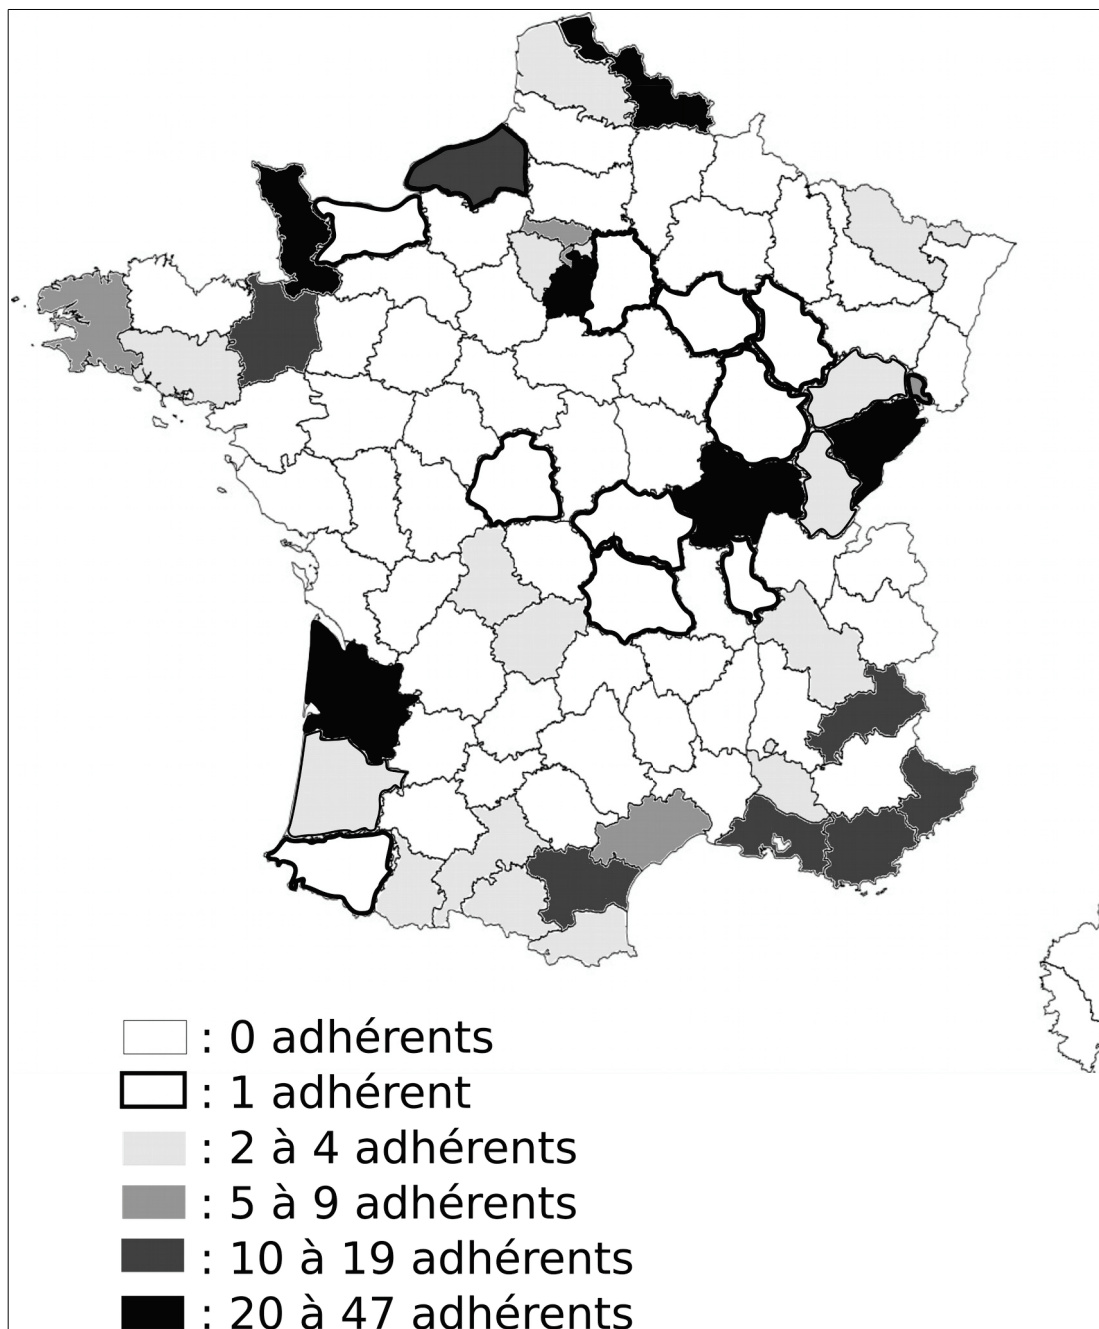 : 0 adhérents
: 1 adhérent
: 2 à 4 adhérents
: 5 à 9 adhérents
: 10 à 19 adhérents
: 20 à 47 adhérents